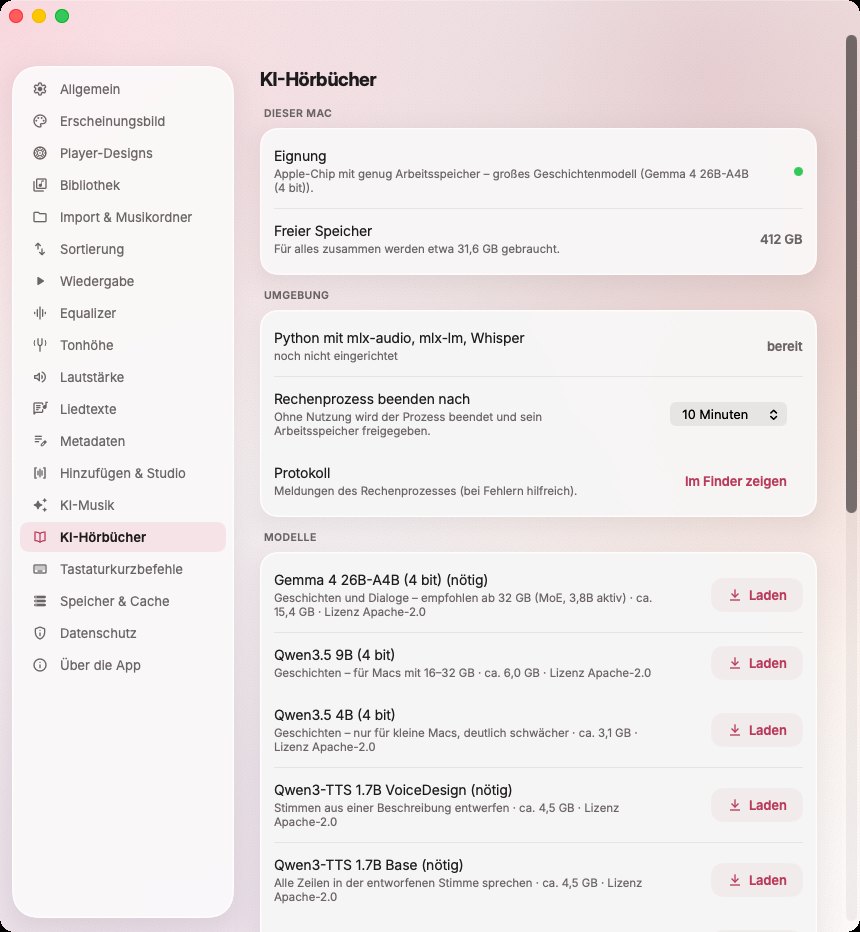 Allgemein
Erscheinungsbild
Player-Designs
Bibliothek
Import & Musikordner
Sortierung
Wiedergabe
Equalizer
Tonhöhe
Lautstärke
Liedtexte
Metadaten
Hinzufügen & Studio
KI-Musik
KI-Hörbücher
Tastaturkurzbefehle
Speicher & Cache
Datenschutz
Über die App
KI-Hörbücher
DIESER MAC
Eignung
Apple-Chip mit genug Arbeitsspeicher – großes Geschichtenmodell (Gemma 4 26B-A4B
(4 bit)).
Freier Speicher
Für alles zusammen werden etwa 31,6 GB gebraucht.
412 GB
UMGEBUNG
Python mit mlx-audio, mlx-lm, Whisper
noch nicht eingerichtet
bereit
Rechenprozess beenden nach
Ohne Nutzung wird der Prozess beendet und sein
Arbeitsspeicher freigegeben.
10 Minuten
Protokoll
Meldungen des Rechenprozesses (bei Fehlern hilfreich).
Im Finder zeigen
MODELLE
Gemma 4 26B-A4B (4 bit) (nötig)
Geschichten und Dialoge – empfohlen ab 32 GB (MoE, 3,8B aktiv) · ca.
15,4 GB · Lizenz Apache-2.0
Laden
Qwen3.5 9B (4 bit)
Geschichten – für Macs mit 16–32 GB · ca. 6,0 GB · Lizenz Apache-2.0
Laden
Qwen3.5 4B (4 bit)
Geschichten – nur für kleine Macs, deutlich schwächer · ca. 3,1 GB ·
Lizenz Apache-2.0
Laden
Qwen3-TTS 1.7B VoiceDesign (nötig)
Stimmen aus einer Beschreibung entwerfen · ca. 4,5 GB · Lizenz
Apache-2.0
Laden
Qwen3-TTS 1.7B Base (nötig)
Alle Zeilen in der entworfenen Stimme sprechen · ca. 4,5 GB · Lizenz
Apache-2.0
Laden